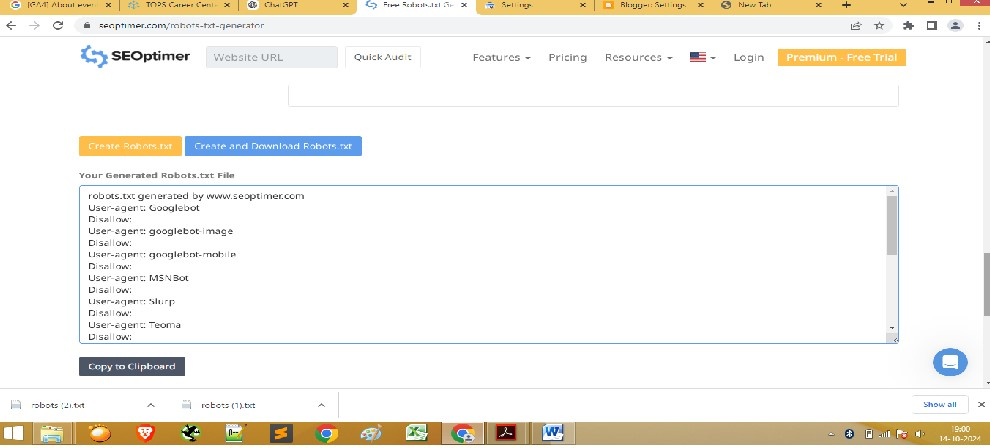 [GA4] About ever
TOPS Career Cent
ChatGPT
Free Robots.txt Ge
Settings
Blogger Settings
New Tab
seoptimer.com/robots-txt-generator
SEOptimer
Website URL
Quick Audit
Features
Pricing
Resources
Login
Premium - Free Trial
Create Robots.txt
Create and Download Robots.txt
Your Generated Robots.txt File
robots.txt generated by www.seoptimer.com
User-agent: Googlebot
Disallow:
User-agent: googlebot-image
Disallow:
User-agent: googlebot-mobile
Disallow:
User-agent: MSNBot
Disallow:
User-agent: Slurp
Disallow:
User-agent: Teoma
Disallow:
Copy to Clipboard
robots (2).txt
robots (1).txt
Show all
19:00
14-10-2024